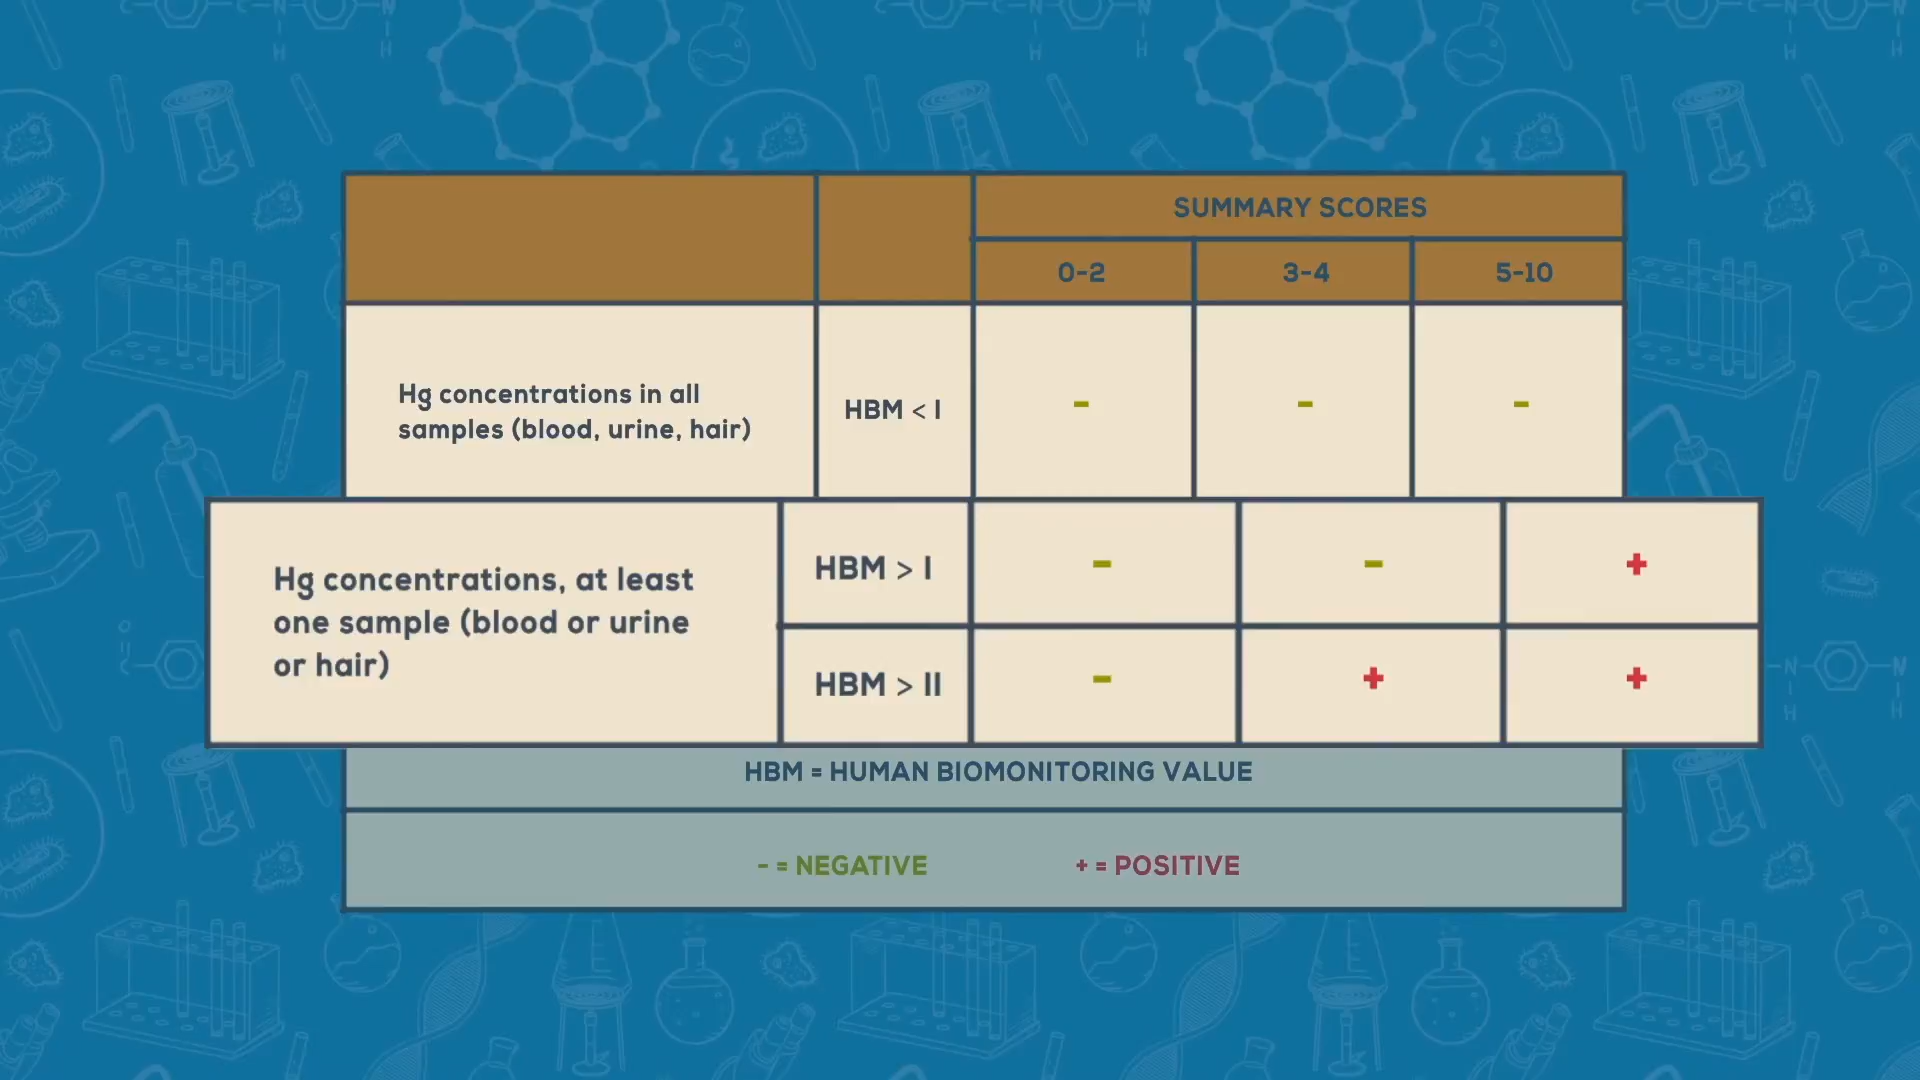 SUMMARY SCORES
0-2 3-4 5-10
Hg concentrations in all
samples (blood, urine, hair)
HBM < I - - -
Hg concentrations, at least
one sample (blood or urine
or hair)
HBM > I - - +
HBM > II - + +
HBM = HUMAN BIOMONITORING VALUE
- = NEGATIVE + = POSITIVE